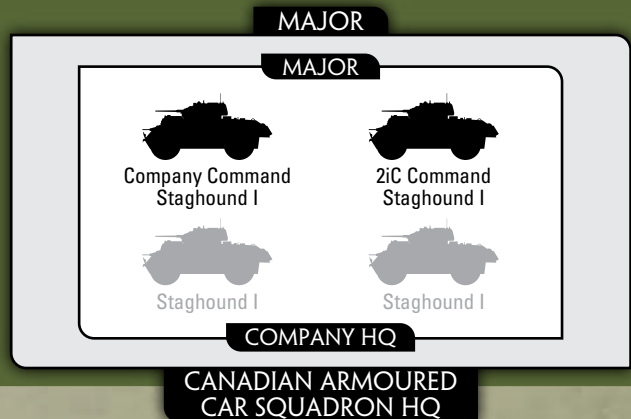 MAJOR
MAJOR
Company Command
Staghound I
2iC Command
Staghound I
Staghound I
Staghound I
COMPANY HQ
CANADIAN ARMOURED
CAR SQUADRON HQ